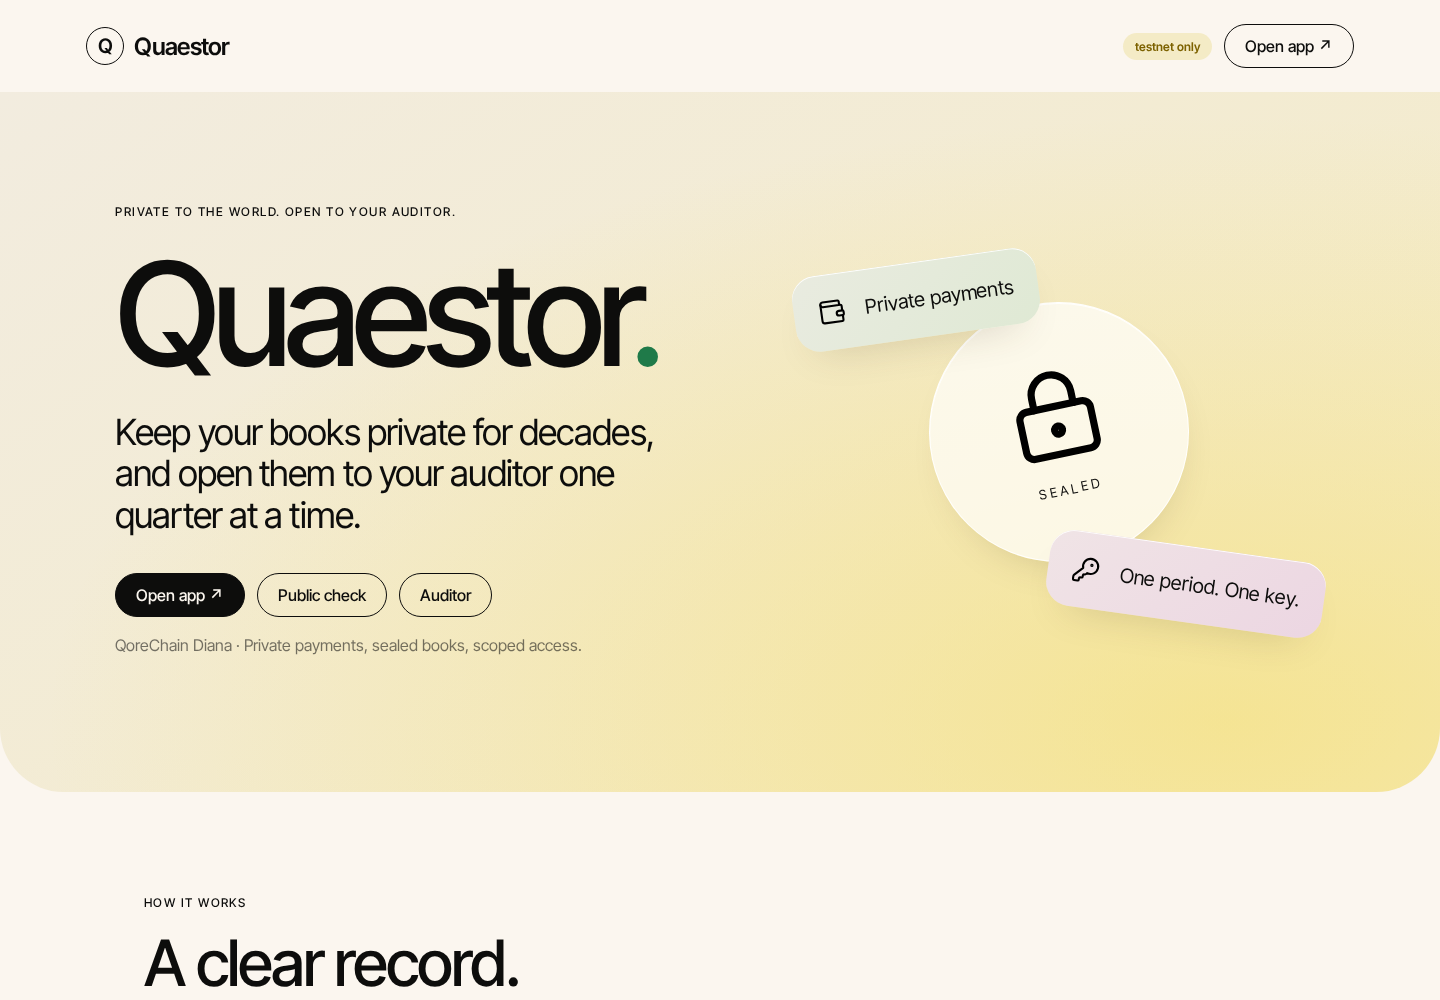 Q Quaestor
testnet only
Open app ↗
PRIVATE TO THE WORLD. OPEN TO YOUR AUDITOR.
Quaestor.
Keep your books private for decades,
and open them to your auditor one
quarter at a time.
Open app ↗
Public check
Auditor
QoreChain Diana · Private payments, sealed books, scoped access.
Private payments
SEALED
One period. One key.
HOW IT WORKS
A clear record.